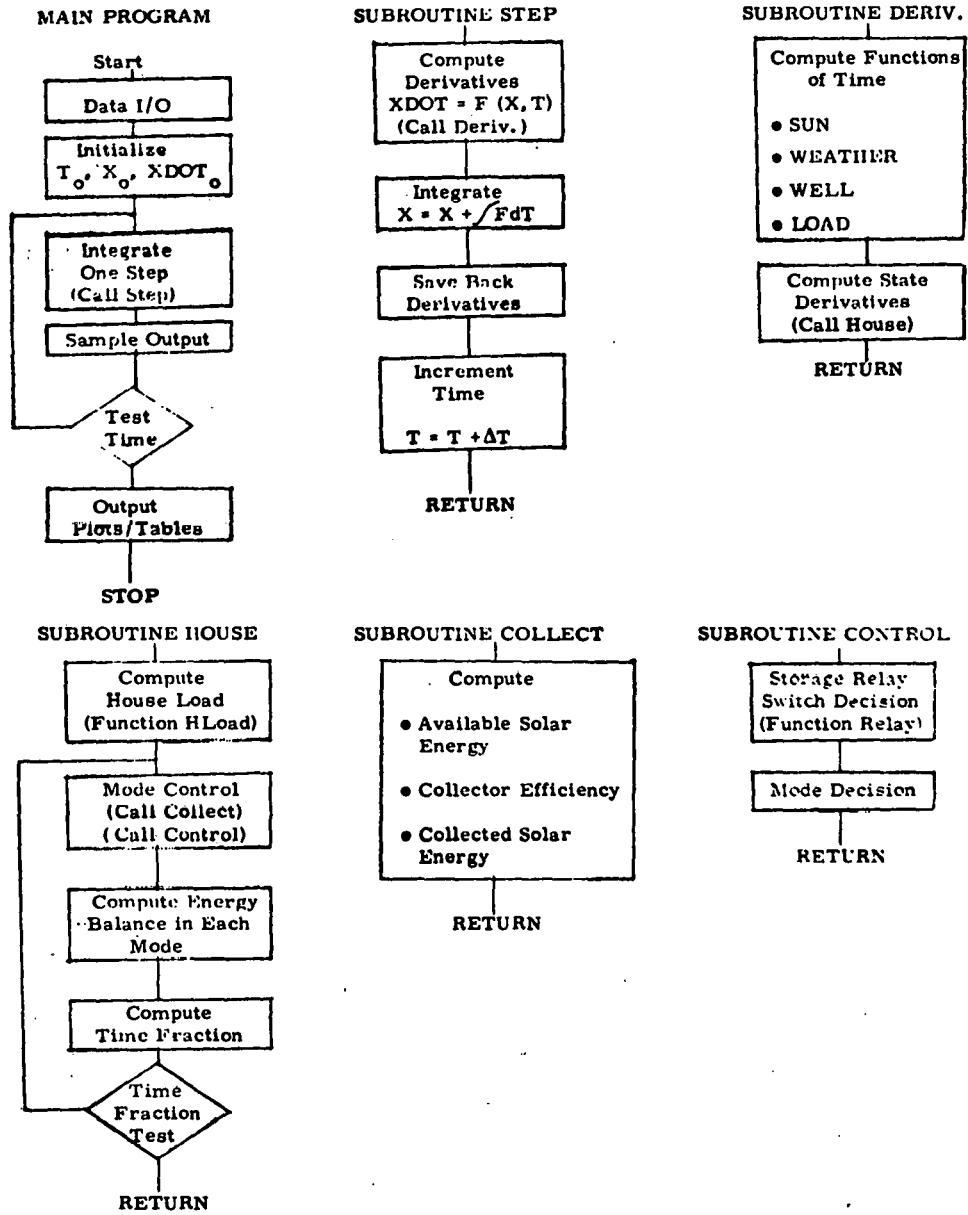 MAIN PROGRAM
Start
Data I/O
Initialize
T₀, X₀, XDOT₀
Integrate
One Step
(Call Step)
Sample Output
Test
Time
Output
Plots/Tables
STOP
SUBROUTINE STEP
Compute
Derivatives
XDOT = F (X, T)
(Call Deriv.)
Integrate
X = X + ∫FdT
Save Back
Derivatives
Increment
Time
T = T + ΔT
RETURN
SUBROUTINE DERIV.
Compute Functions
of Time
• SUN
• WEATHER
• WELL
• LOAD
Compute State
Derivatives
(Call House)
RETURN
SUBROUTINE HOUSE
Compute
House Load
(Function HLoad)
Mode Control
(Call Collect)
(Call Control)
Compute Energy
Balance in Each
Mode
Compute
Time Fraction
Time
Fraction
Test
RETURN
SUBROUTINE COLLECT
Compute
• Available Solar
Energy
• Collector Efficiency
• Collected Solar
Energy
RETURN
SUBROUTINE CONTROL
Storage Relay
Switch Decision
(Function Relay)
Mode Decision
RETURN